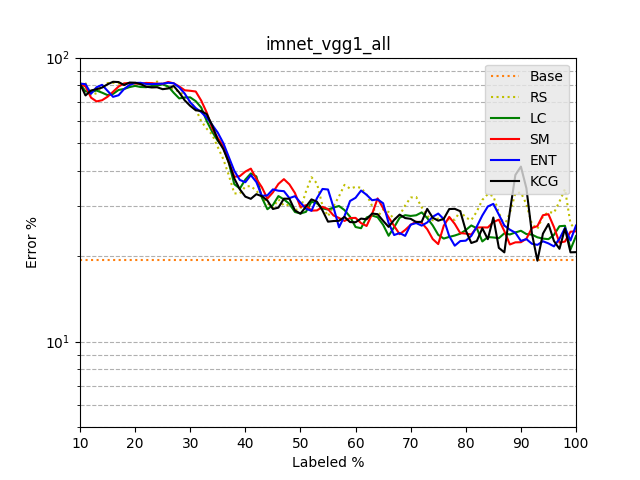 imnet_vgg1_all
10²
10¹
Error %
Base
RS
LC
SM
ENT
KCG
10 20 30 40 50 60 70 80 90 100
Labeled %